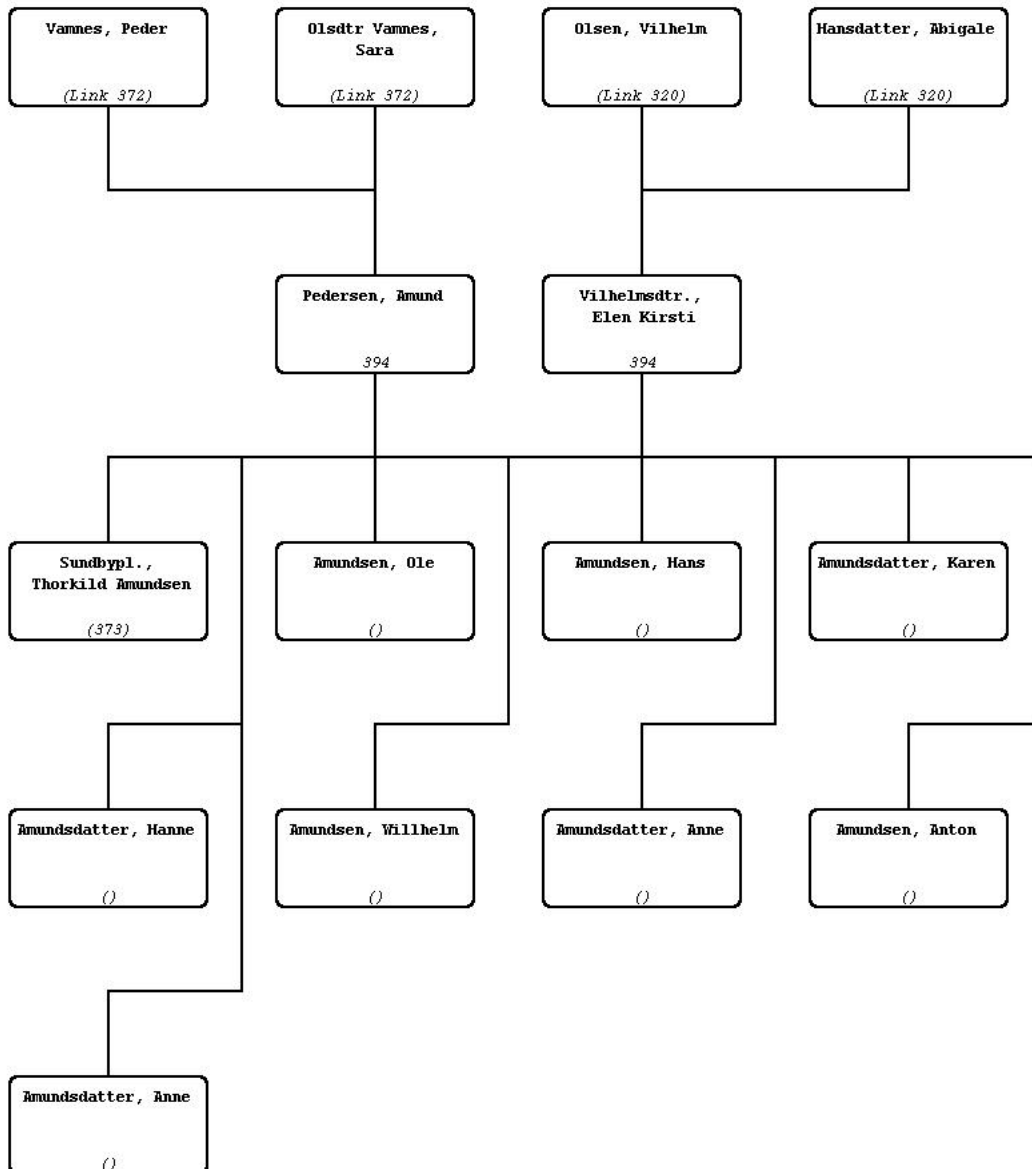 Vamnes, Peder
(Link 372)
Olsdtr Vamnes,
Sara
(Link 372)
Olsen, Vilhelm
(Link 320)
Hansdatter, Abigale
(Link 320)
Pedersen, Amund
394
Vilhelmsdtr.,
Elen Kirsti
394
Sundbypl.,
Thorkild Amundsen
(373)
Amundsen, Ole
()
Amundsen, Hans
()
Amundsdatter, Karen
()
Amundsdatter, Hanne
()
Amundsen, Willhelm
()
Amundsdatter, Anne
()
Amundsen, Anton
()
Amundsdatter, Anne
()